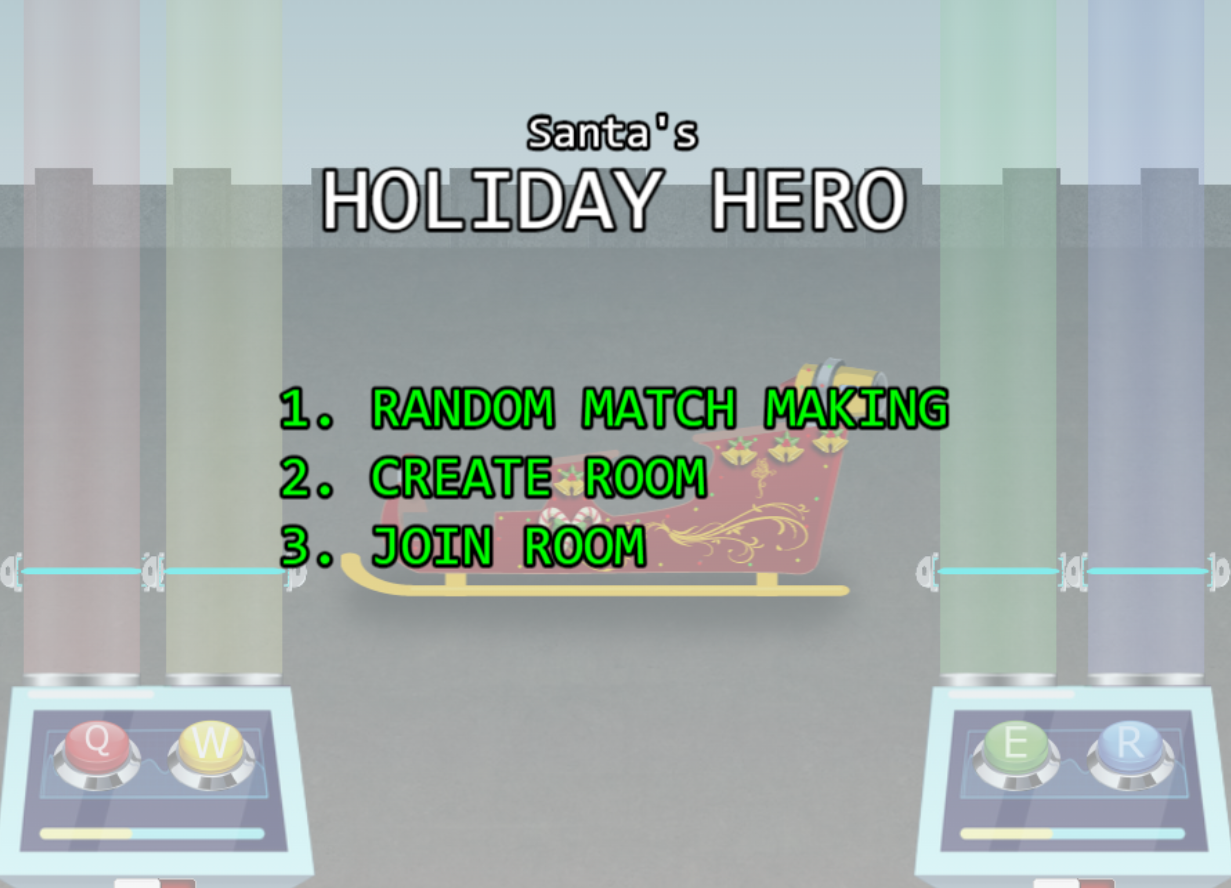 Santa's
HOLIDAY HERO
1. RANDOM MATCH MAKING
2. CREATE ROOM
3. JOIN ROOM
Q W E R